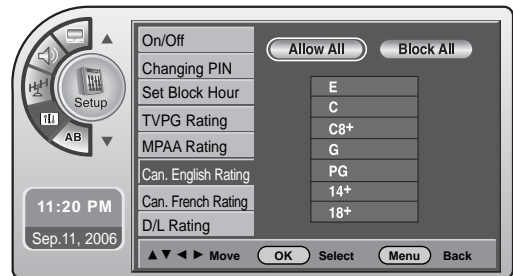 Setup
AB
11:20 PM
Sep.11, 2006
On/Off
Changing PIN
Set Block Hour
TVPG Rating
MPAA Rating
Can. English Rating
Can. French Rating
D/L Rating
Allow All Block All
E
C
C8+
G
PG
14+
18+
▲ ▼ ◄ ► Move OK Select Menu Back